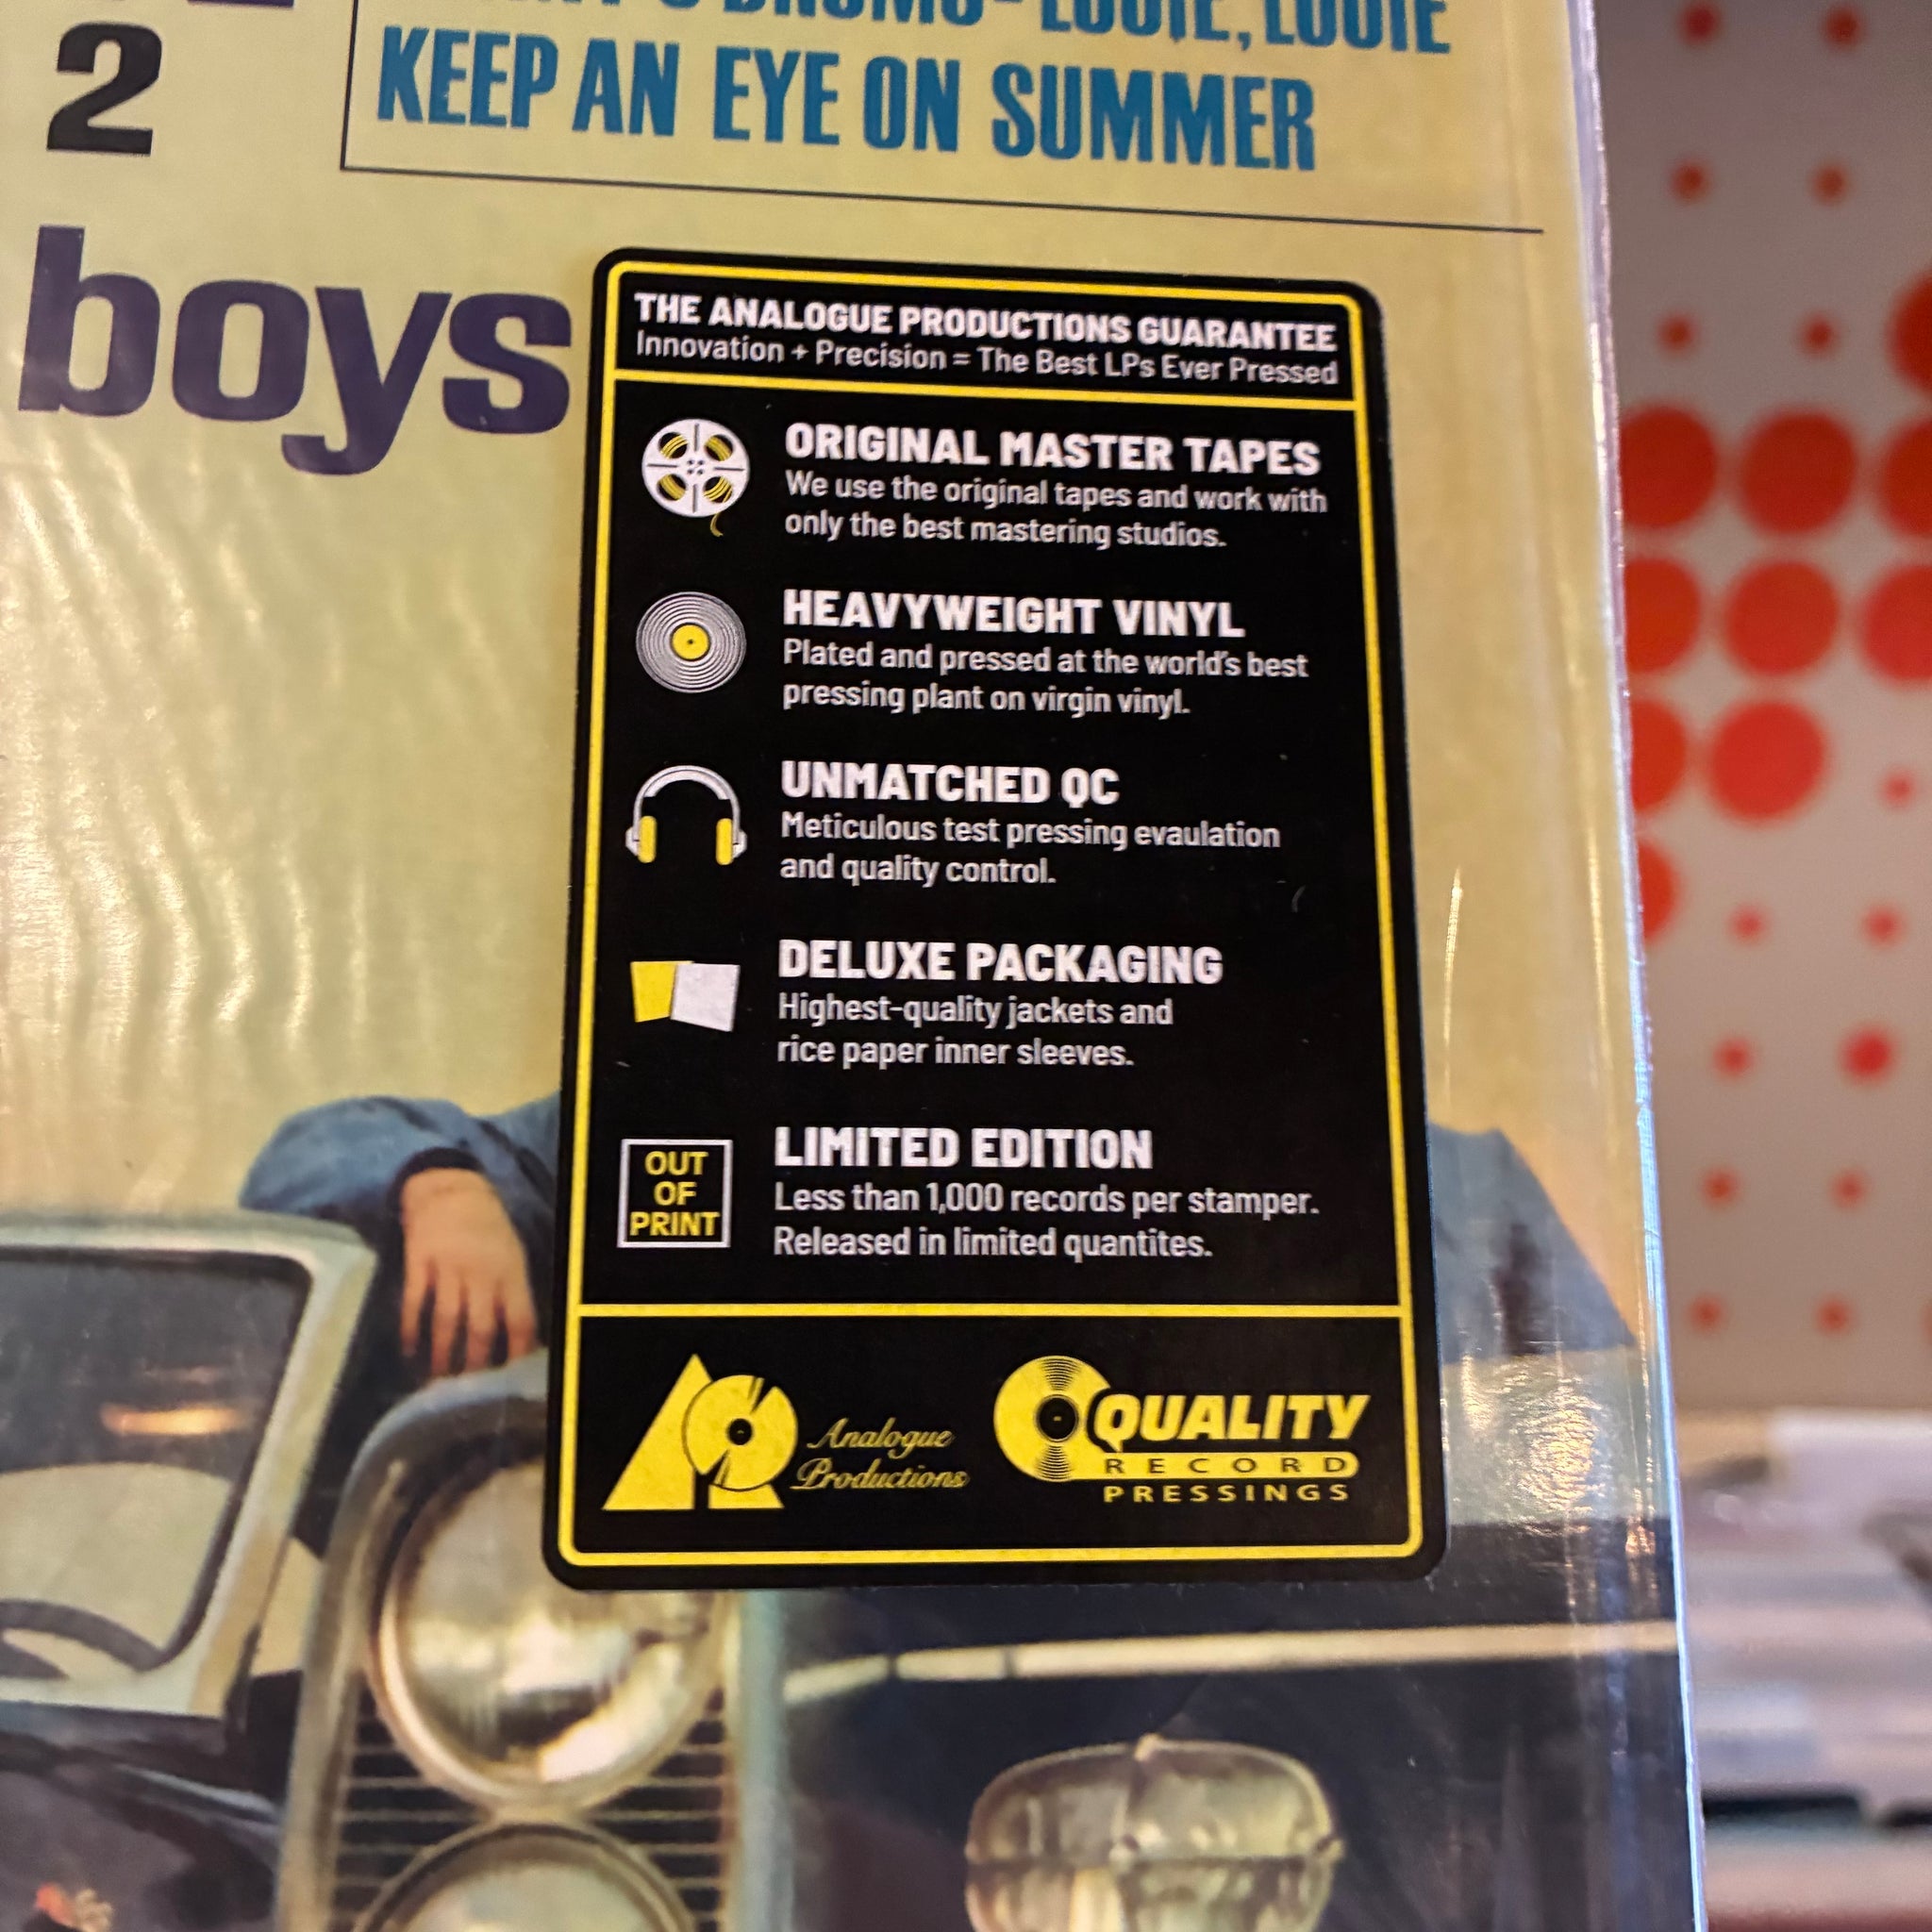 DRUMS - LOUIE, LOUIE
2
KEEP AN EYE ON SUMMER
boys
THE ANALOGUE PRODUCTIONS GUARANTEE
Innovation + Precision = The Best LPs Ever Pressed
ORIGINAL MASTER TAPES
We use the original tapes and work with
only the best mastering studios.
HEAVYWEIGHT VINYL
Plated and pressed at the world's best
pressing plant on virgin vinyl.
UNMATCHED QC
Meticulous test pressing evaulation
and quality control.
DELUXE PACKAGING
Highest-quality jackets and
rice paper inner sleeves.
OUT
OF
PRINT
LIMITED EDITION
Less than 1,000 records per stamper.
Released in limited quantites.
Analogue
Productions
QUALITY
RECORD
PRESSINGS